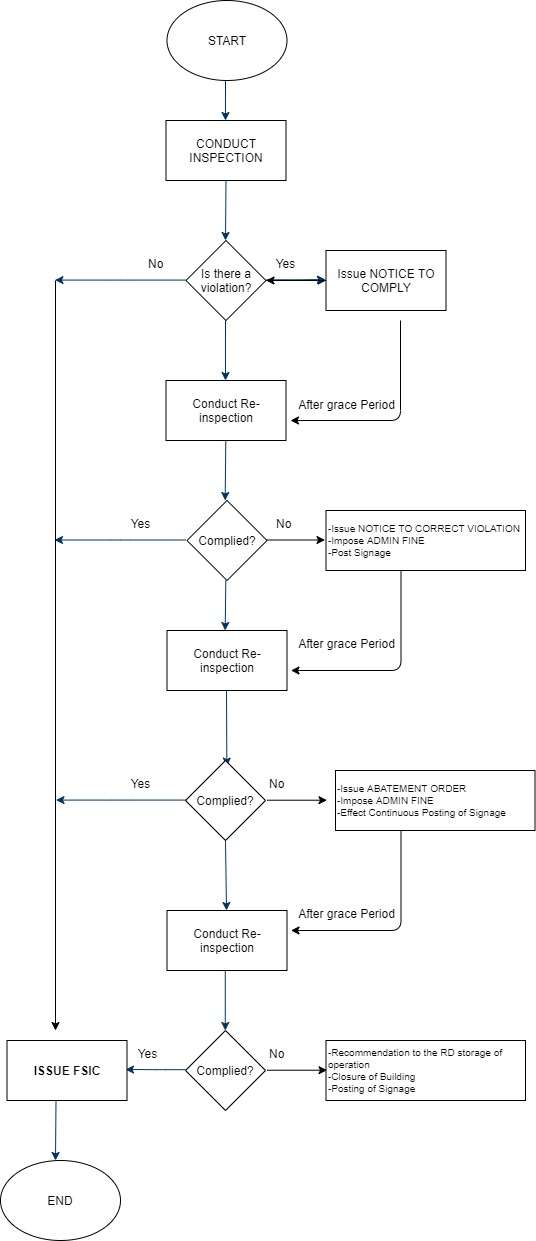 START
CONDUCT
INSPECTION
No
Is there a
violation?
Yes
Issue NOTICE TO
COMPLY
Conduct Re-
inspection
After grace Period
Yes
Complied?
No
-Issue NOTICE TO CORRECT VIOLATION
-Impose ADMIN FINE
-Post Signage
Conduct Re-
inspection
After grace Period
Yes
Complied?
No
-Issue ABATEMENT ORDER
-Impose ADMIN FINE
-Effect Continuous Posting of Signage
Conduct Re-
inspection
After grace Period
ISSUE FSIC
Yes
Complied?
No
-Recommendation to the RD storage of
operation
-Closure of Building
-Posting of Signage
END